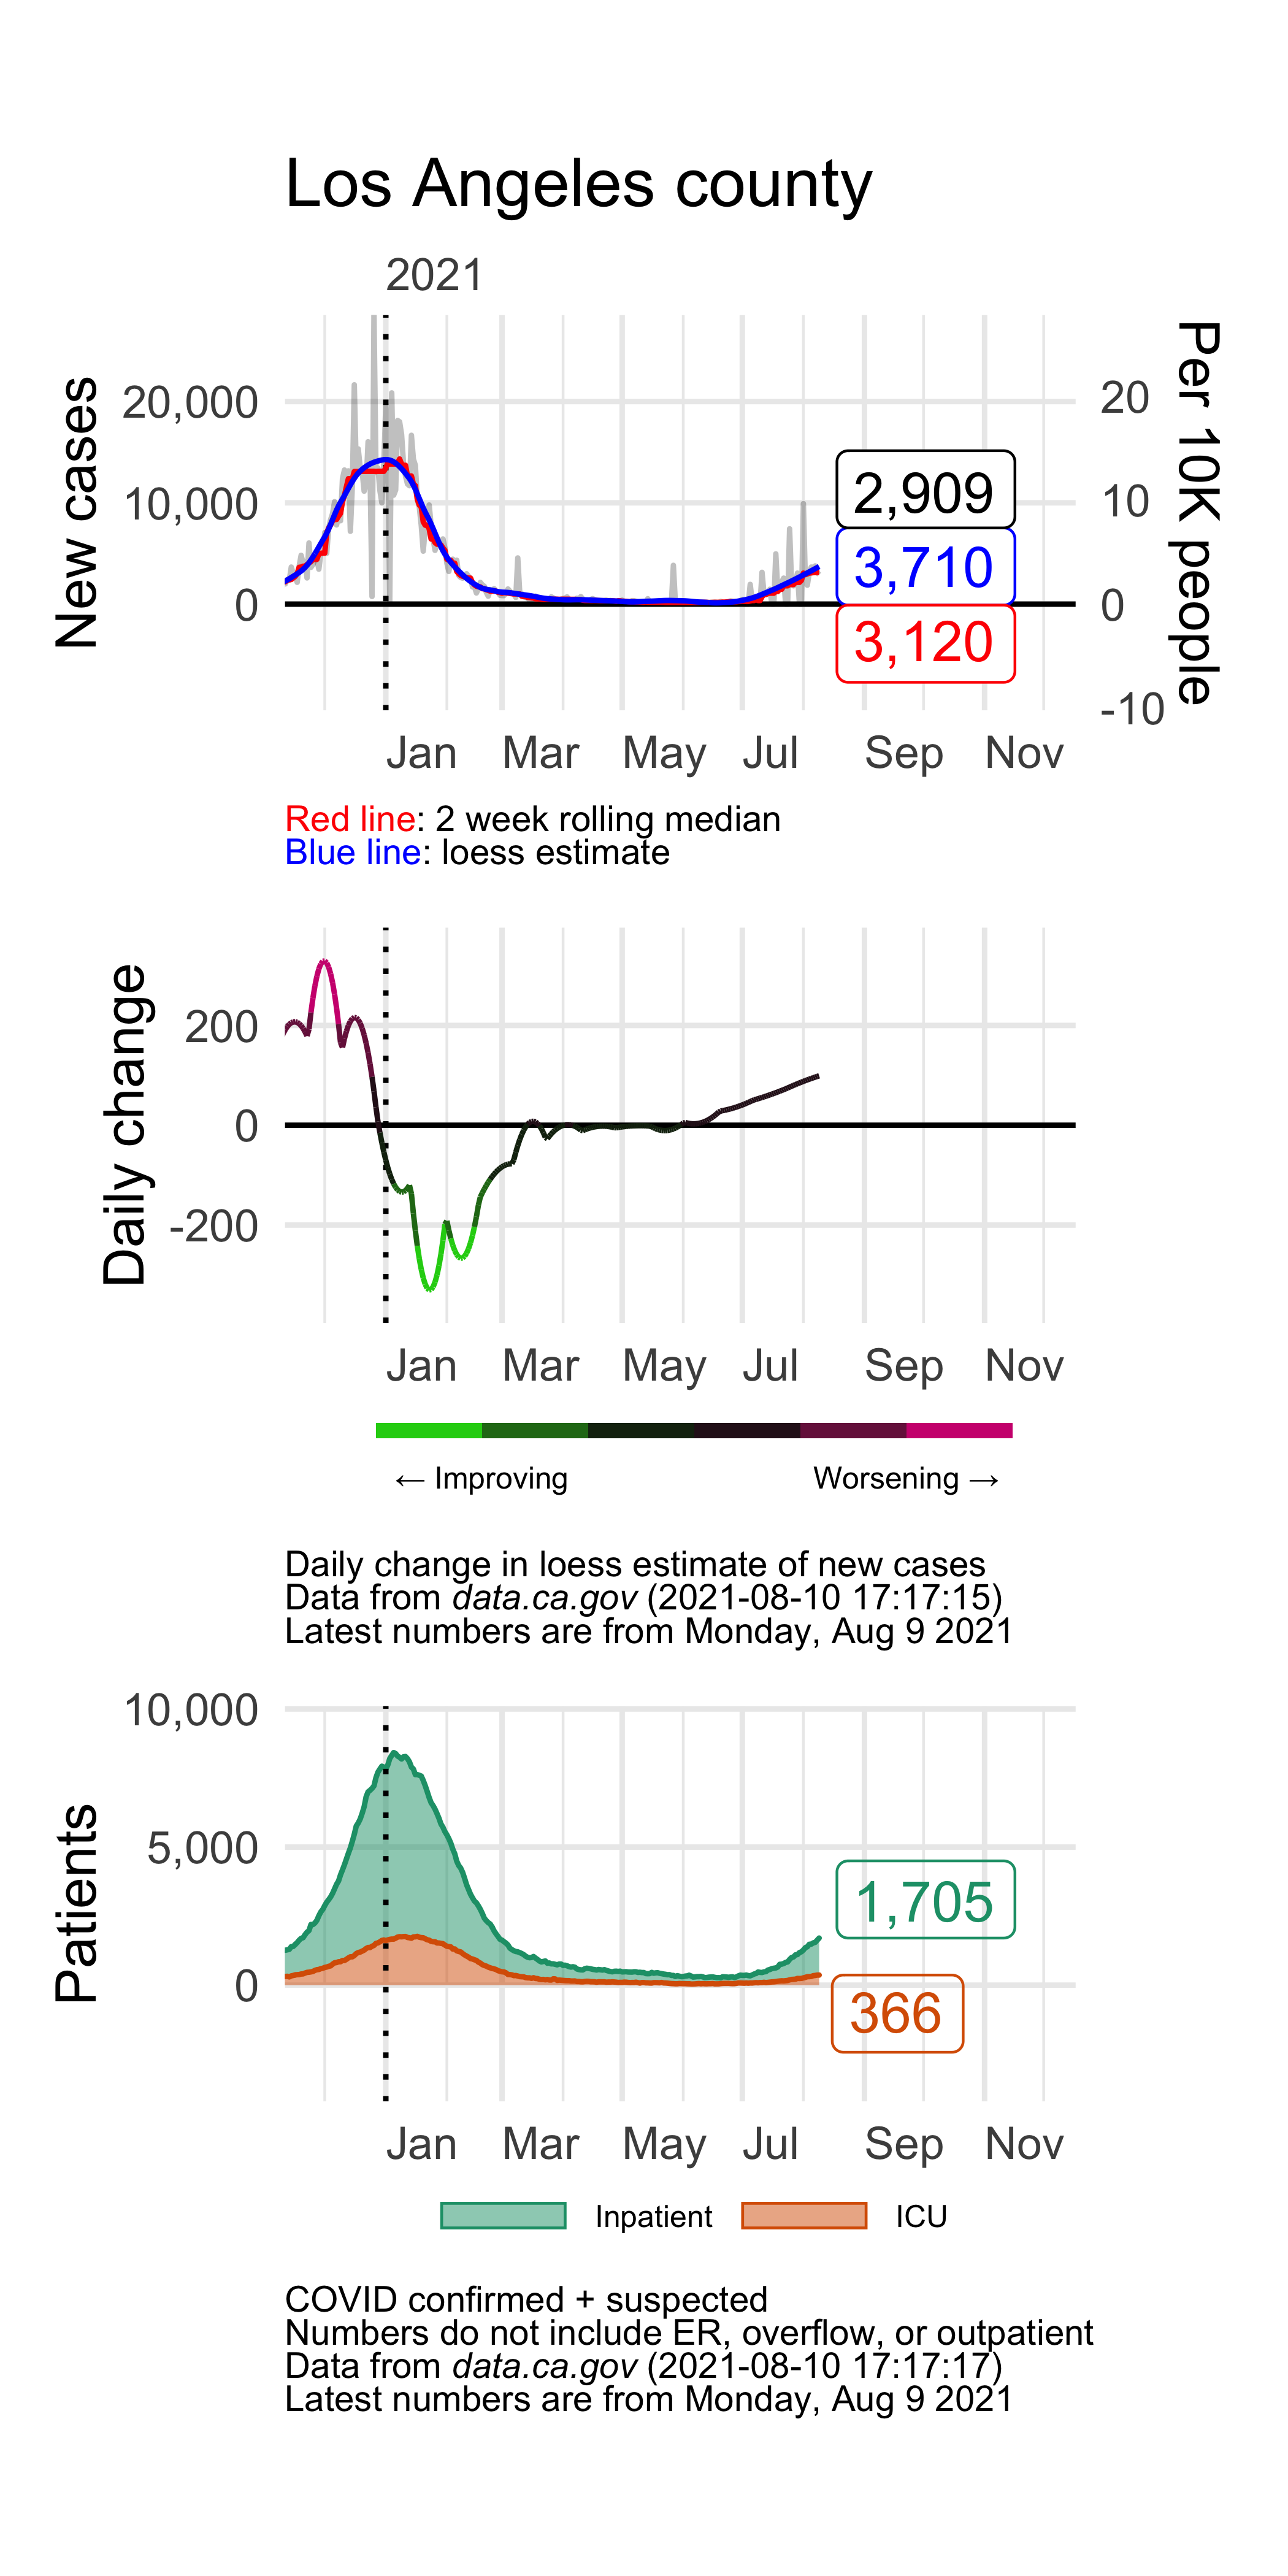 Los Angeles county
2021
New cases
20,000
10,000
0
20
10
0
-10
Per 10K people
2,909
3,710
3,120
Jan Mar May Jul Sep Nov
Red line: 2 week rolling median
Blue line: loess estimate
Daily change
200
0
-200
Jan Mar May Jul Sep Nov
← Improving Worsening →
Daily change in loess estimate of new cases
Data from data.ca.gov (2021-08-10 17:17:15)
Latest numbers are from Monday, Aug 9 2021
Patients
10,000
5,000
0
1,705
366
Jan Mar May Jul Sep Nov
Inpatient ICU
COVID confirmed + suspected
Numbers do not include ER, overflow, or outpatient
Data from data.ca.gov (2021-08-10 17:17:17)
Latest numbers are from Monday, Aug 9 2021